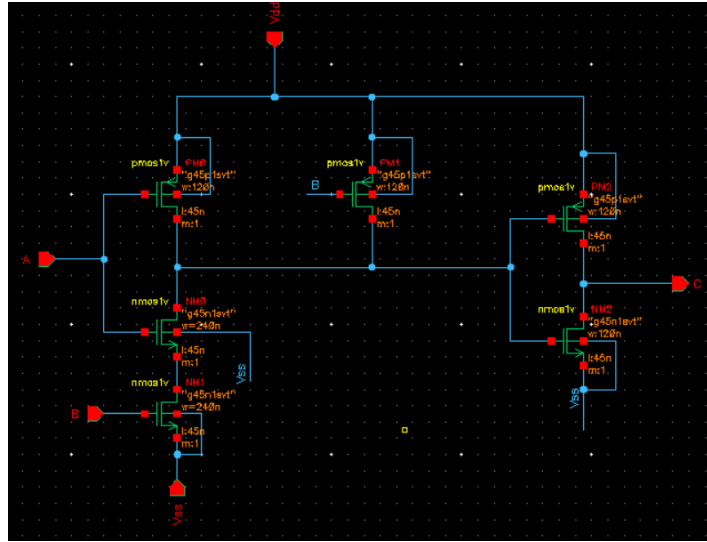 Vdd
pmos1v PM0
"g45p1svt"
w:120n
l:45n
m:1
pmos1v PM1
"g45p1svt"
w:120n
B
l:45n
m:1
pmos1v PM2
"g45p1svt"
w:120n
l:45n
m:1
A
C
nmos1v NM0
"g45n1svt"
w=240n
l:45n
m:1
Vss
nmos1v NM2
"g45n1svt"
w:120n
l:45n
m:1
Vss
nmos1v NM1
"g45n1svt"
w=240n
B
l:45n
m:1
Vss